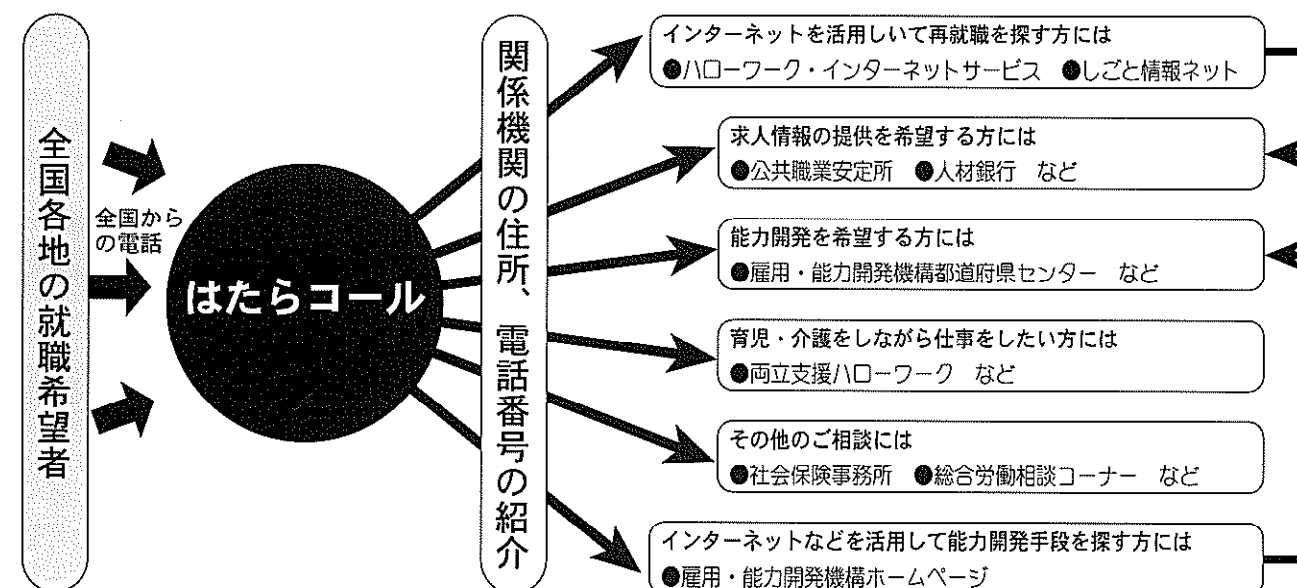 全国各地の就職希望者
全国から
の電話
はたらコール
関係機関の住所、電話番号の紹介
インターネットを活用しいて再就職を探す方には
●ハローワーク・インターネットサービス　●しごと情報ネット
求人情報の提供を希望する方には
●公共職業安定所　●人材銀行　など
能力開発を希望する方には
●雇用・能力開発機構都道府県センター　など
育児・介護をしながら仕事をしたい方には
●両立支援ハローワーク　など
その他のご相談には
●社会保険事務所　●総合労働相談コーナー　など
インターネットなどを活用して能力開発手段を探す方には
●雇用・能力開発機構ホームページ